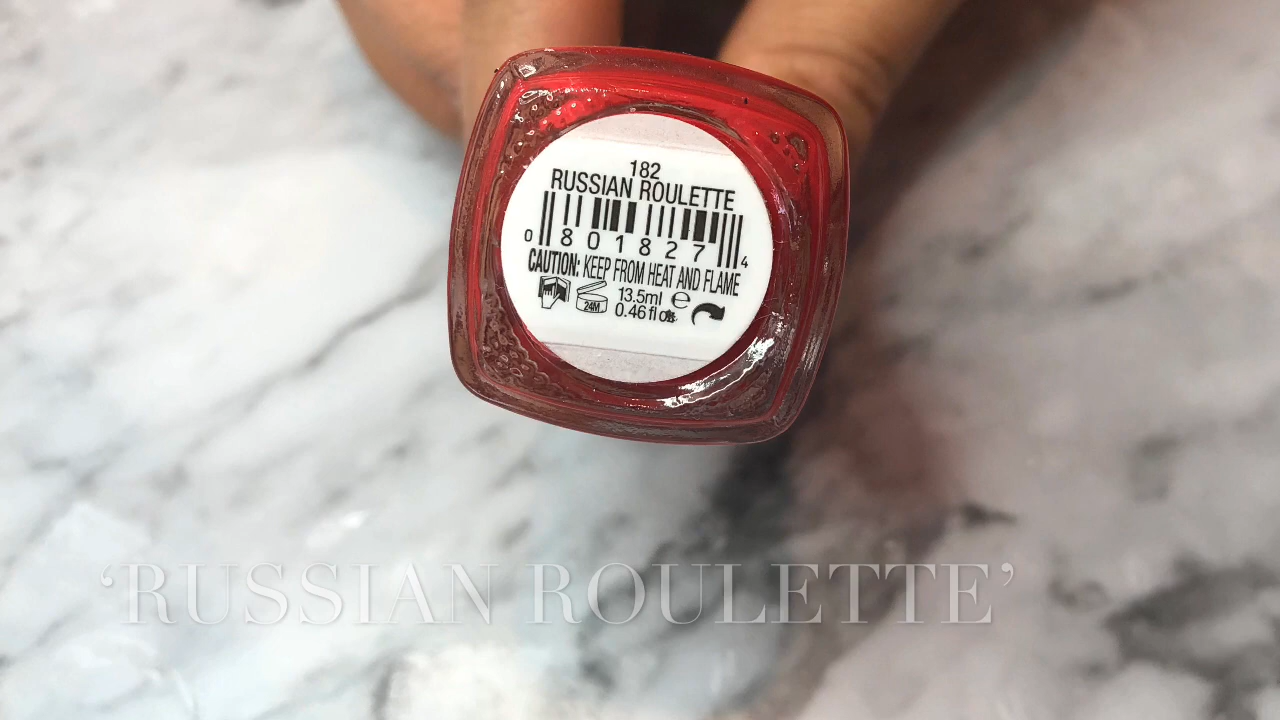 182
RUSSIAN ROULETTE
0 801827 4
CAUTION: KEEP FROM HEAT AND FLAME
24M 13.5ml e
0.46 fl oz
‘RUSSIAN ROULETTE’